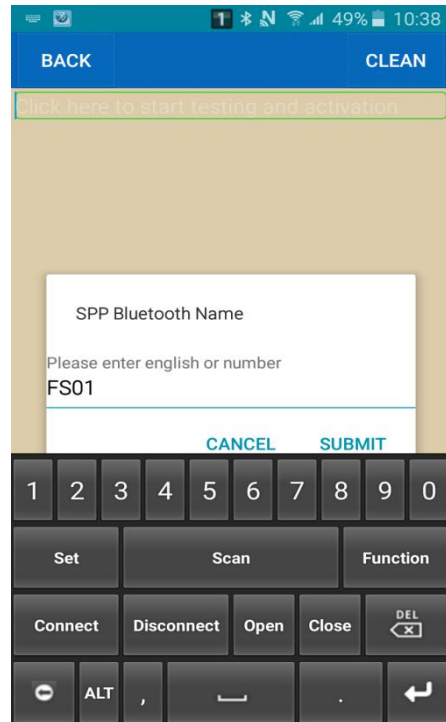 1 49% 10:38
BACK CLEAN
Click here to start testing and activation
SPP Bluetooth Name
Please enter english or number
FS01
CANCEL SUBMIT
1 2 3 4 5 6 7 8 9 0
Set Scan Function
Connect Disconnect Open Close DEL
ALT , .